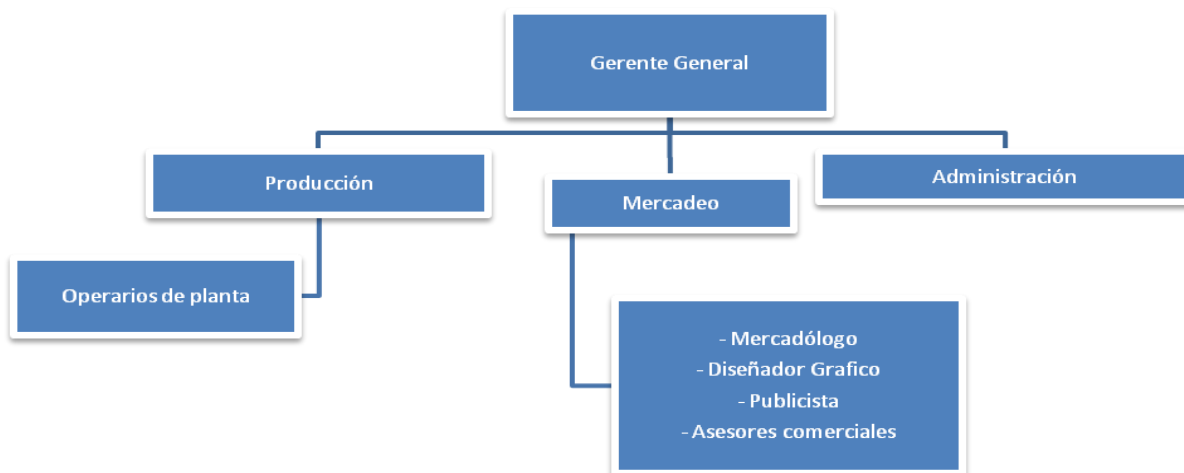 Gerente General
Producción
Mercadeo
Administración
Operarios de planta
- Mercadólogo
- Diseñador Grafico
- Publicista
- Asesores comerciales